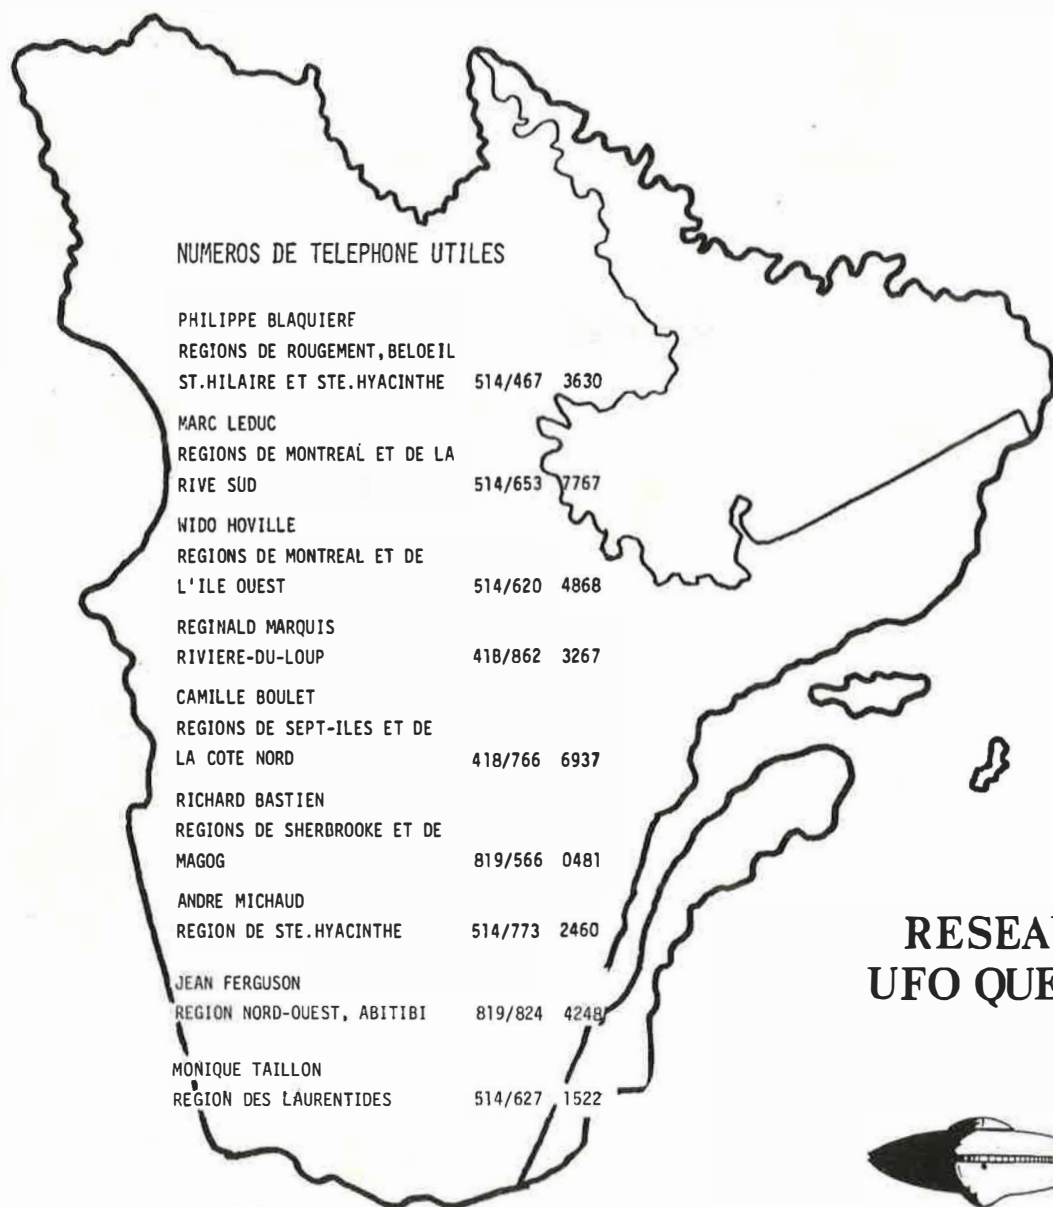 NUMEROS DE TELEPHONE UTILES
PHILIPPE BLAQUIERE
REGIONS DE ROUGEMENT, BELOEIL
ST.HILAIRE ET STE.HYACINTHE 514/467 3630
MARC LEDUC
REGIONS DE MONTREAL ET DE LA
RIVE SUD 514/653 7767
WIDO HOVILLE
REGIONS DE MONTREAL ET DE
L'ILE OUEST 514/620 4868
REGINALD MARQUIS
RIVIERE-DU-LOUP 418/862 3267
CAMILLE BOULET
REGIONS DE SEPT-ILES ET DE
LA COTE NORD 418/766 6937
RICHARD BASTIEN
REGIONS DE SHERBROOKE ET DE
MAGOG 819/566 0481
ANDRE MICHAUD
REGION DE STE.HYACINTHE 514/773 2460
JEAN FERGUSON
REGION NORD-OUEST, ABITIBI 819/824 4248
MONIQUE TAILLON
REGION DES LAURENTIDES 514/627 1522
RESEA
UFO QUE